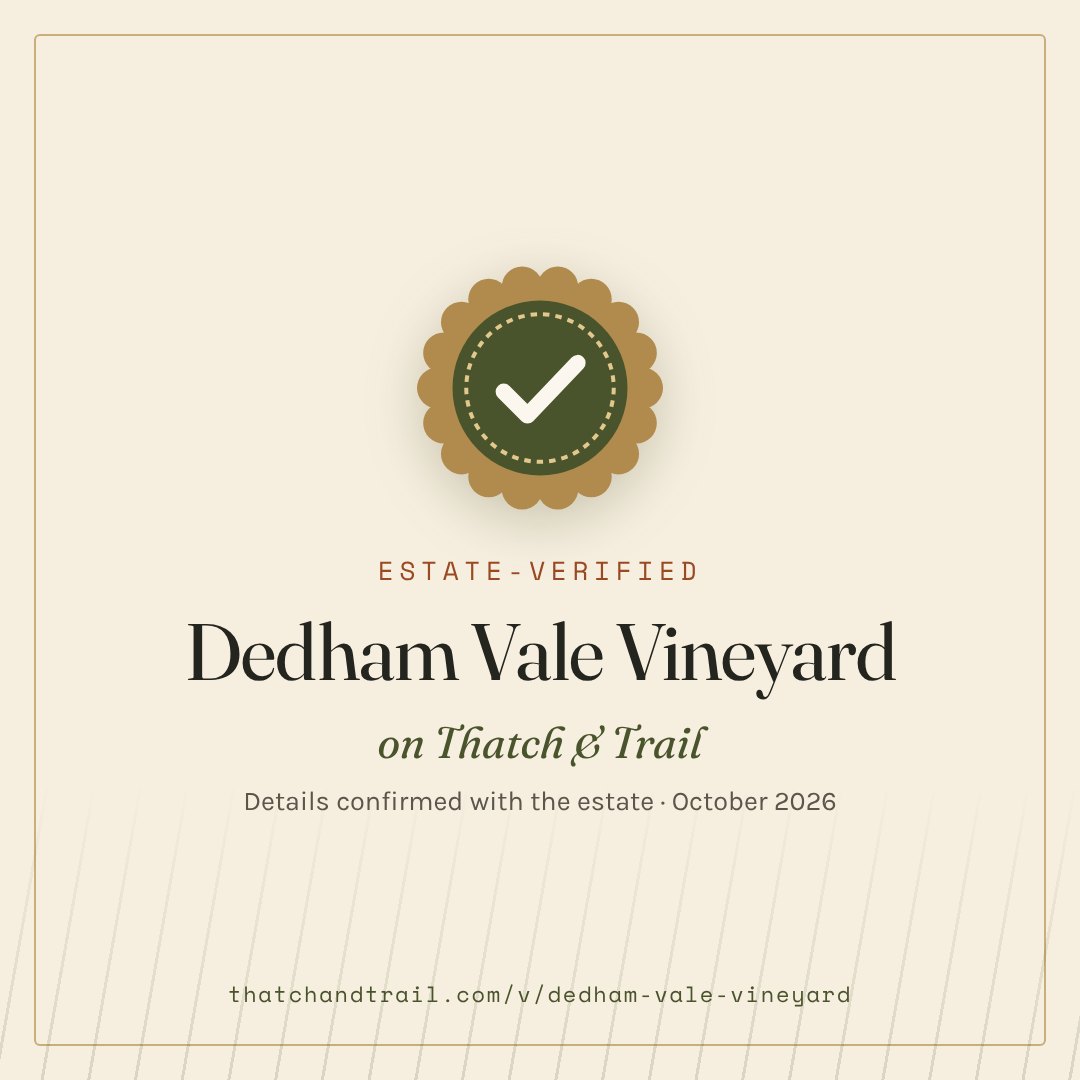 ESTATE-VERIFIED
Dedham Vale Vineyard
on Thatch & Trail
Details confirmed with the estate · October 2026
thatchandtrail.com/v/dedham-vale-vineyard